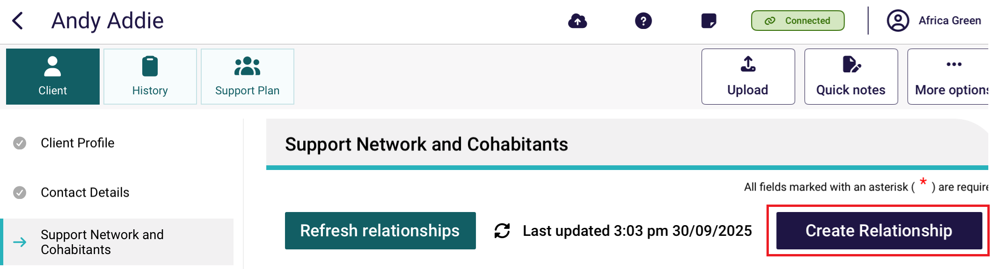 Andy Addie
Connected
Africa Green
Client
History
Support Plan
Upload
Quick notes
More options
Client Profile
Contact Details
Support Network and
Cohabitants
Support Network and Cohabitants
All fields marked with an asterisk ( * ) are require
Refresh relationships
Last updated 3:03 pm 30/09/2025
Create Relationship